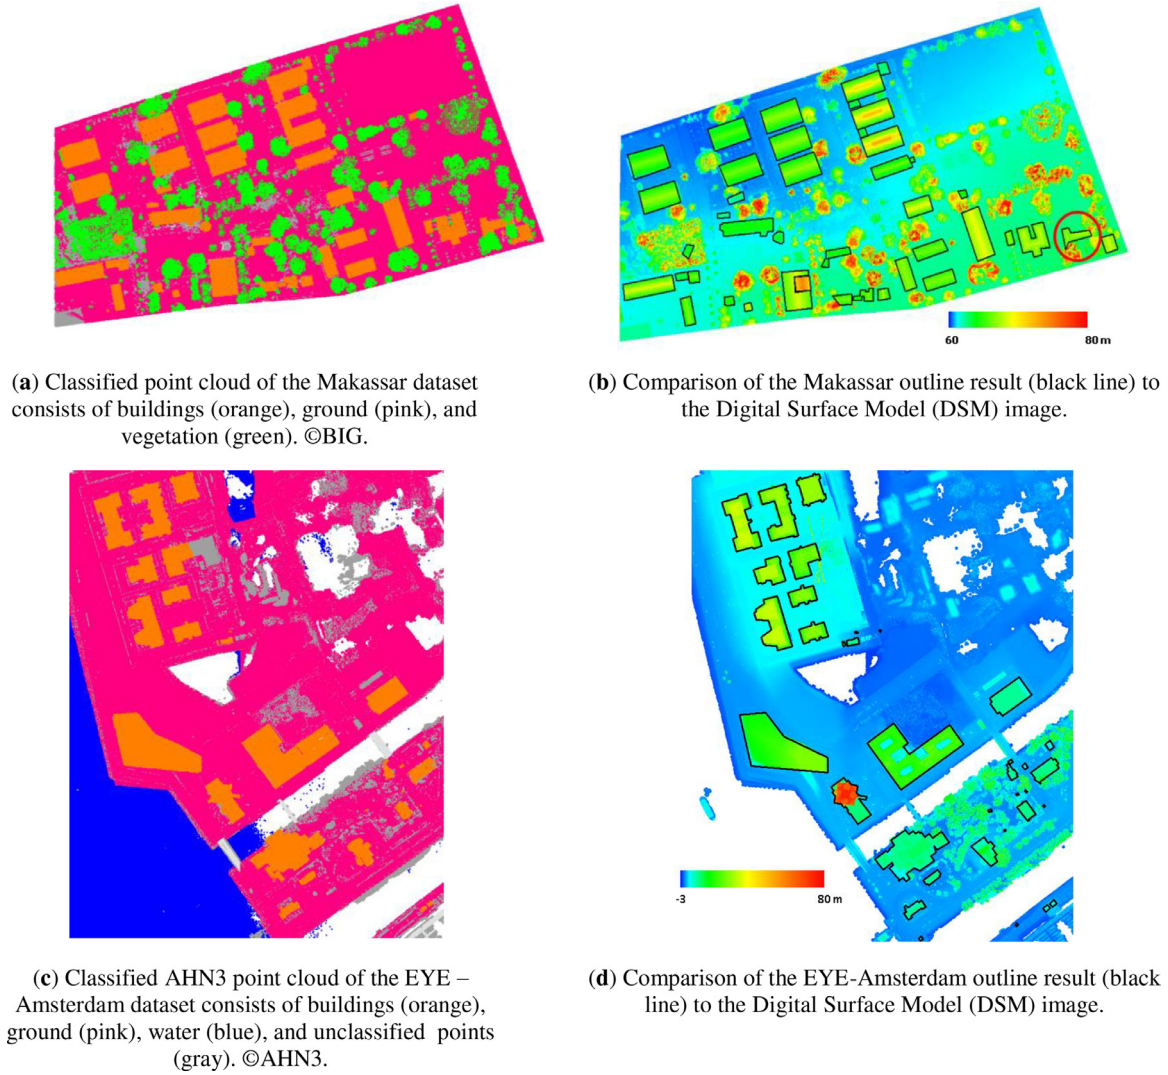 60
80 m
(a) Classified point cloud of the Makassar dataset
consists of buildings (orange), ground (pink), and
vegetation (green). ©BIG.
(b) Comparison of the Makassar outline result (black line) to
the Digital Surface Model (DSM) image.
-3
80 m
(c) Classified AHN3 point cloud of the EYE –
Amsterdam dataset consists of buildings (orange),
ground (pink), water (blue), and unclassified points
(gray). ©AHN3.
(d) Comparison of the EYE-Amsterdam outline result (black
line) to the Digital Surface Model (DSM) image.